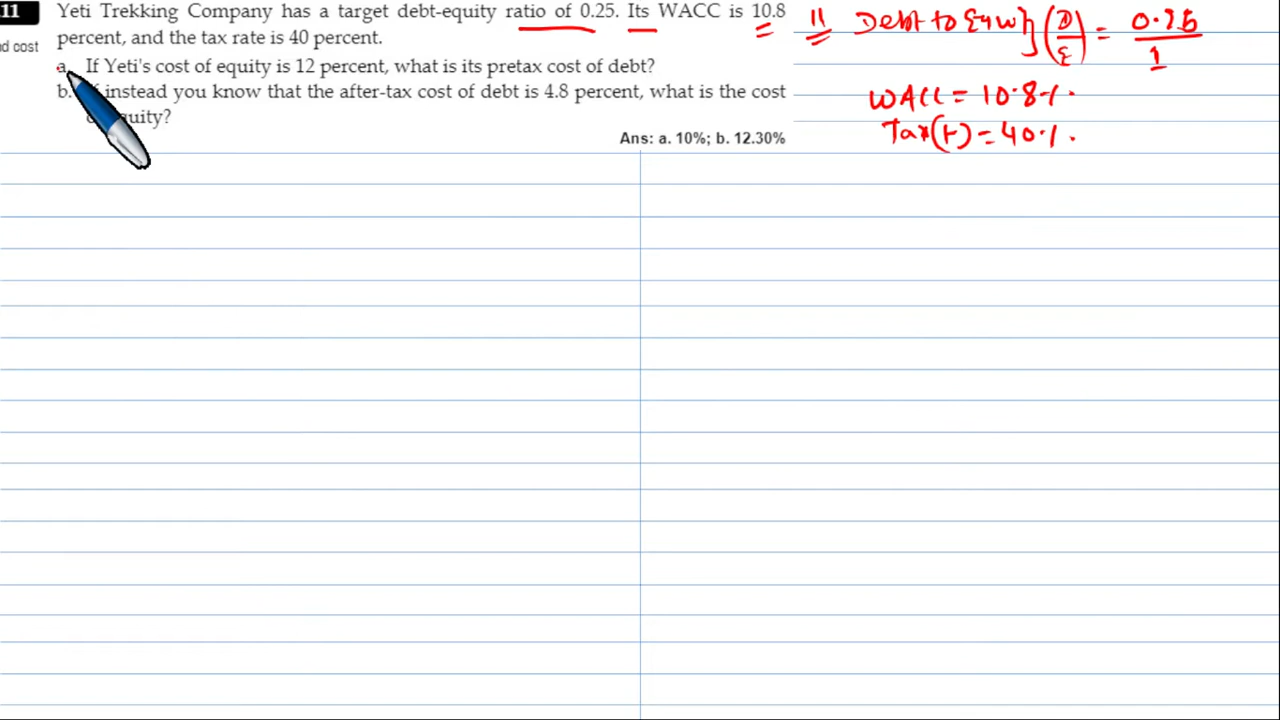 11 Yeti Trekking Company has a target debt-equity ratio of 0.25. Its WACC is 10.8
nd cost percent, and the tax rate is 40 percent.
a. If Yeti's cost of equity is 12 percent, what is its pretax cost of debt?
b. instead you know that the after-tax cost of debt is 4.8 percent, what is the cost
quity?
Ans: a. 10%; b. 12.30%
11 Debt to (D/E) = 0.25/1
WACC = 10.8%.
Tax(t) = 40%.